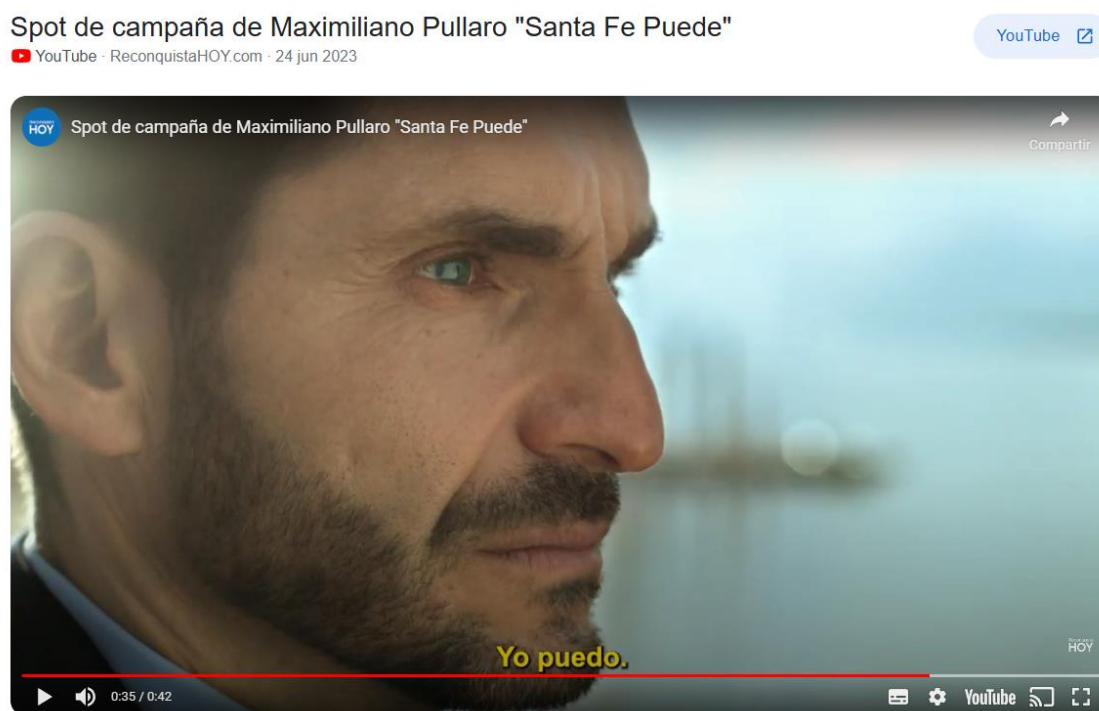 Spot de campaña de Maximiliano Pullaro "Santa Fe Puede"
YouTube
YouTube · ReconquistaHOY.com · 24 jun 2023
HOY
Spot de campaña de Maximiliano Pullaro "Santa Fe Puede"
Compartir
Yo puedo.
HOY
0:35 / 0:42
YouTube